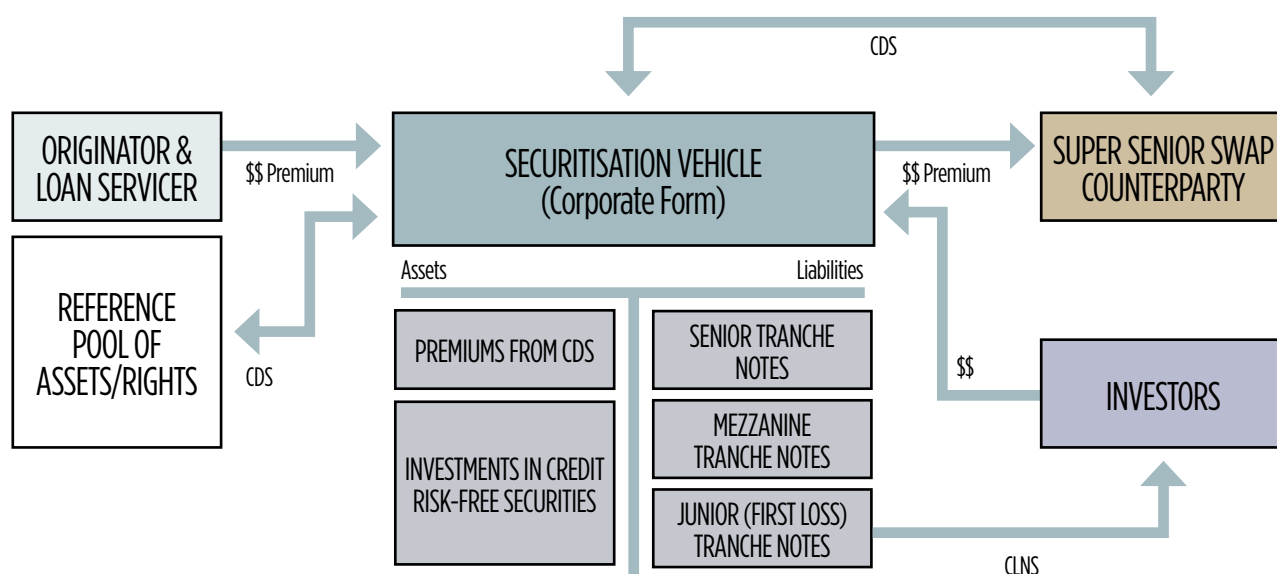 CDS
ORIGINATOR &
LOAN SERVICER
$$ Premium
SECURITISATION VEHICLE
(Corporate Form)
$$ Premium
SUPER SENIOR SWAP
COUNTERPARTY
REFERENCE
POOL OF
ASSETS/RIGHTS
CDS
Assets
Liabilities
PREMIUMS FROM CDS
SENIOR TRANCHE
NOTES
$$
INVESTORS
INVESTMENTS IN CREDIT
RISK-FREE SECURITIES
MEZZANINE
TRANCHE NOTES
JUNIOR (FIRST LOSS)
TRANCHE NOTES
CLNS